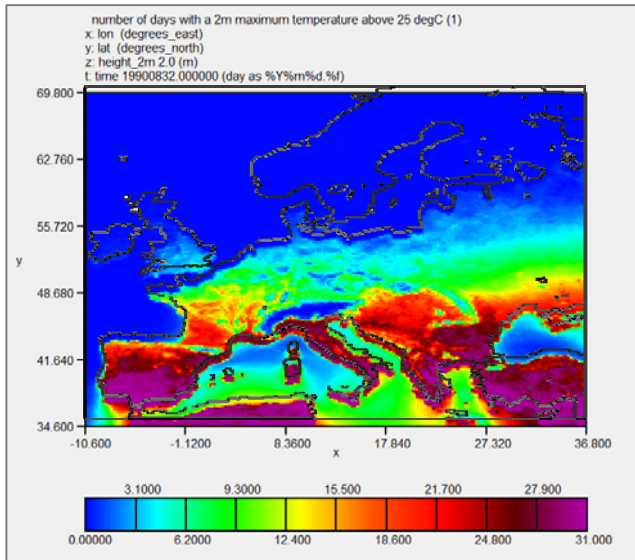 number of days with a 2m maximum temperature above 25 degC (1)
x: lon (degrees_east)
y: lat (degrees_north)
z: height_2m 2.0 (m)
t: time 19900832.000000 (day as %Y%m%d.%f)
69.800
62.760
55.720
y
48.680
41.640
34.600
-10.600 -1.1200 8.3600 17.840 27.320 36.800
x
3.1000 9.3000 15.500 21.700 27.900
0.00000 6.2000 12.400 18.600 24.800 31.000